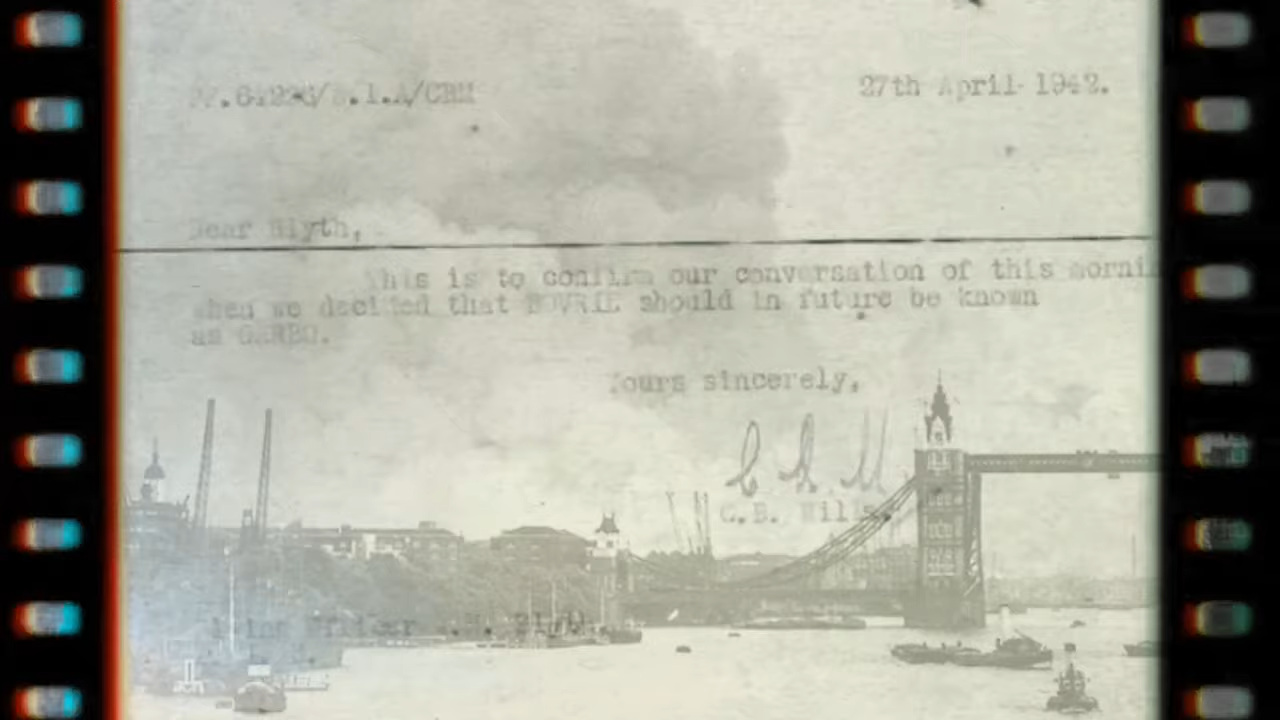 27th April 1942.
Dear Blyth,
This is to confirm our conversation of this morni
when we decided that BOVRIL should in future be known
as GARBO.
Yours sincerely,
C.B. Mills